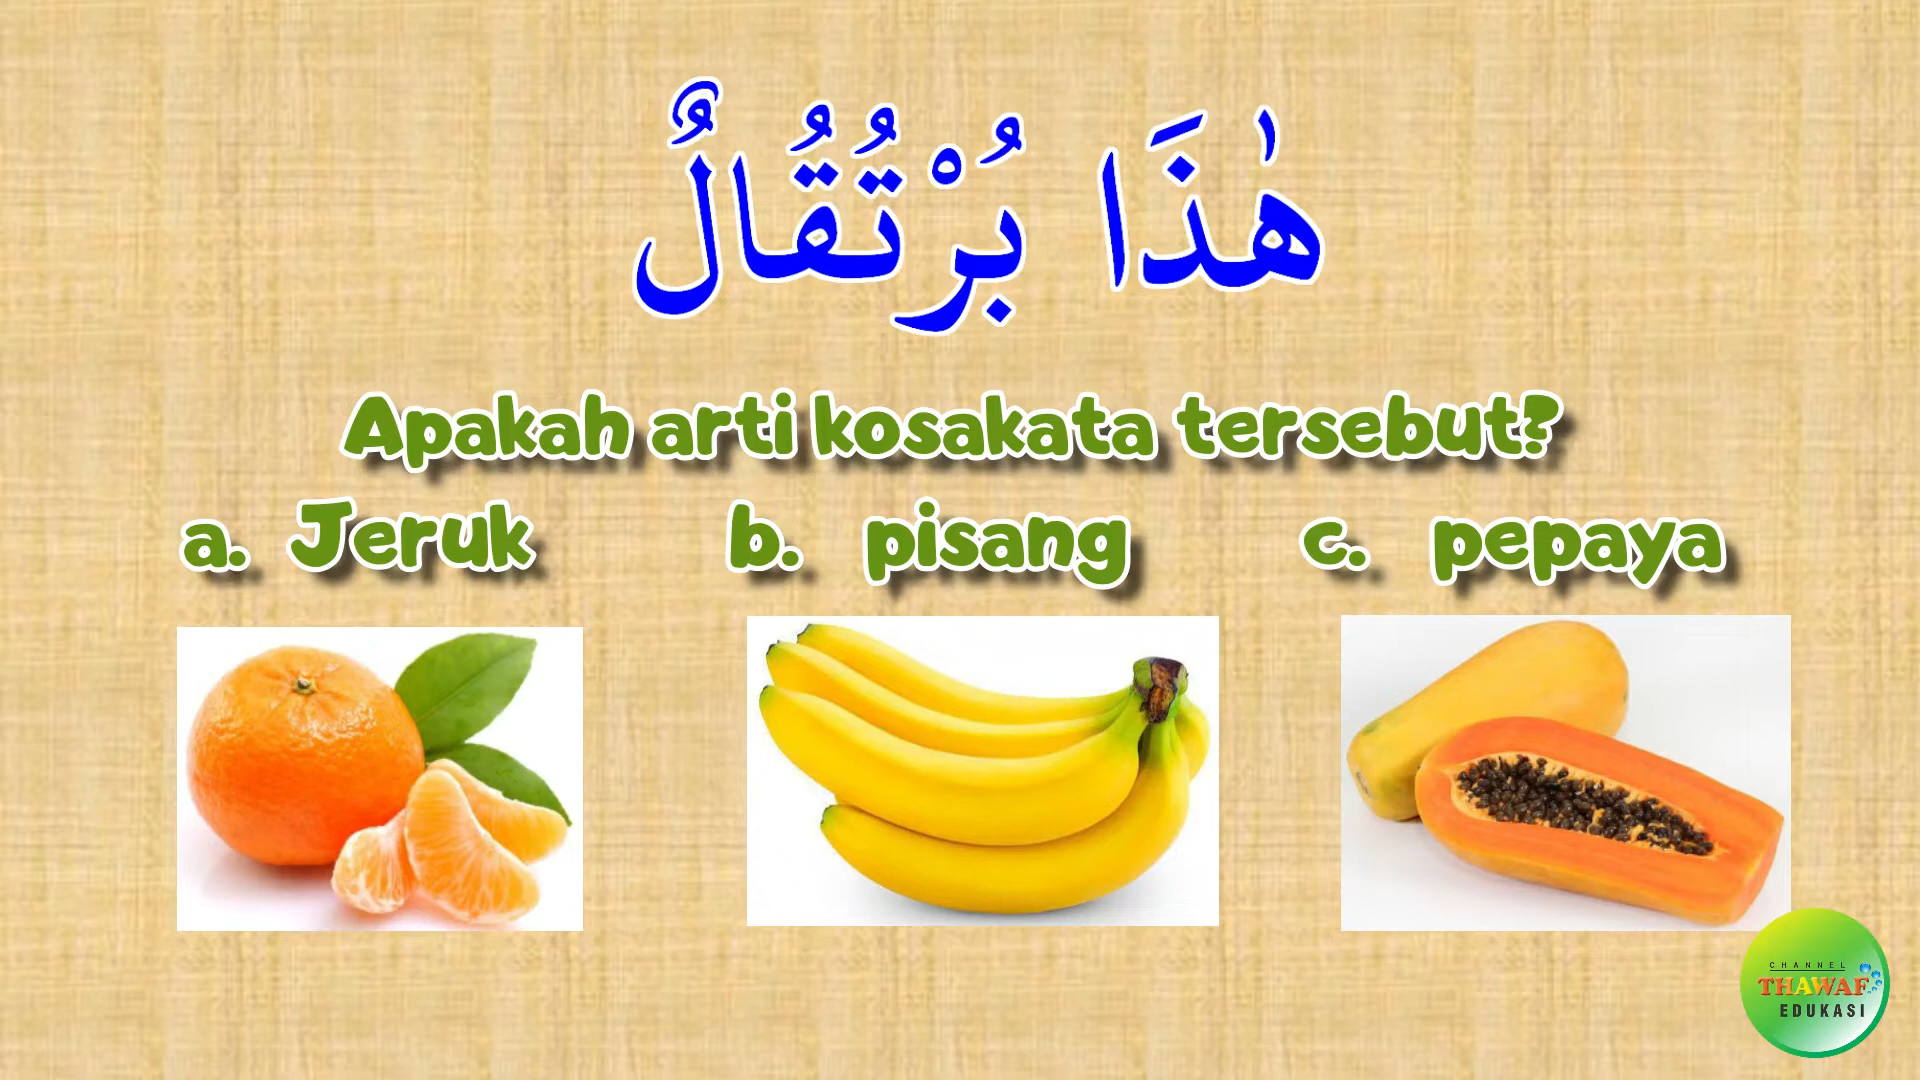 هٰذَا بُرْتُقُالٌ
Apakah arti kosakata tersebut?
a. Jeruk b. pisang c. pepaya
CHANNEL
THAWAF
EDUKASI